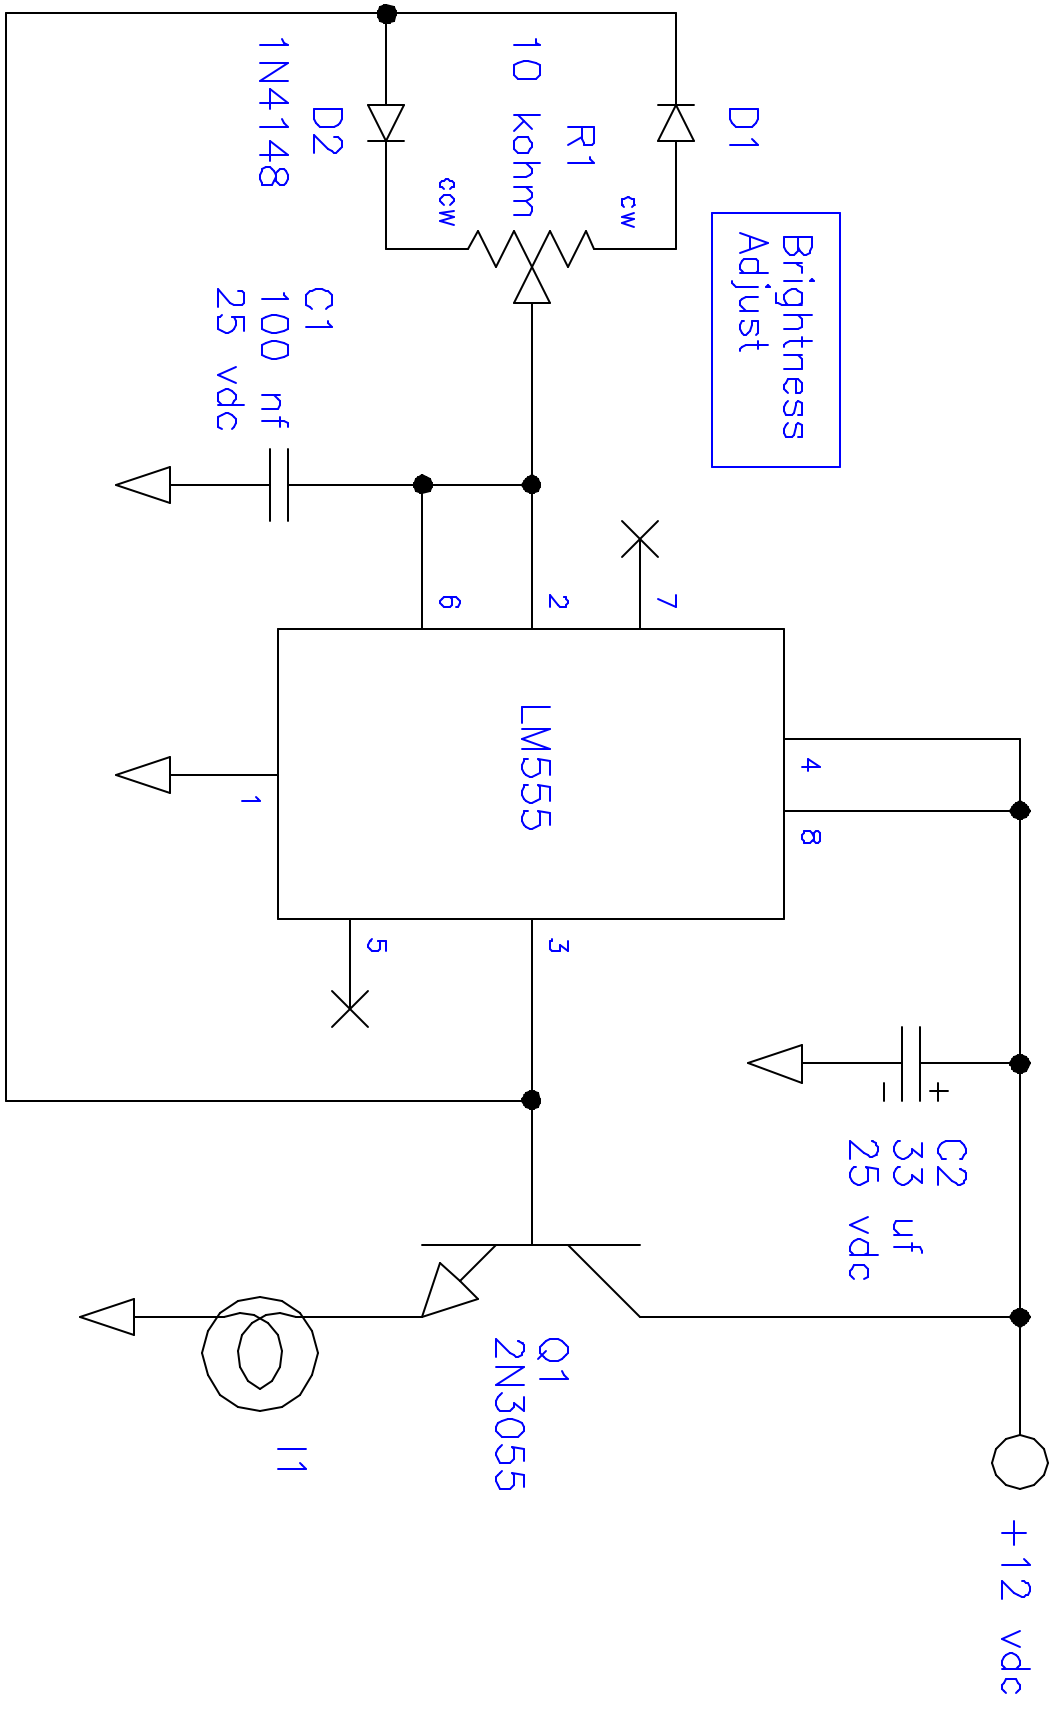 D1
Brightness
Adjust
R1
10 kohm
cw
ccw
D2
1N4148
C1
100 nf
25 vdc
7
2
6
LM555
4
8
1
3
5
C2
33 uf
25 vdc
+
-
Q1
2N3055
I1
+12 vdc